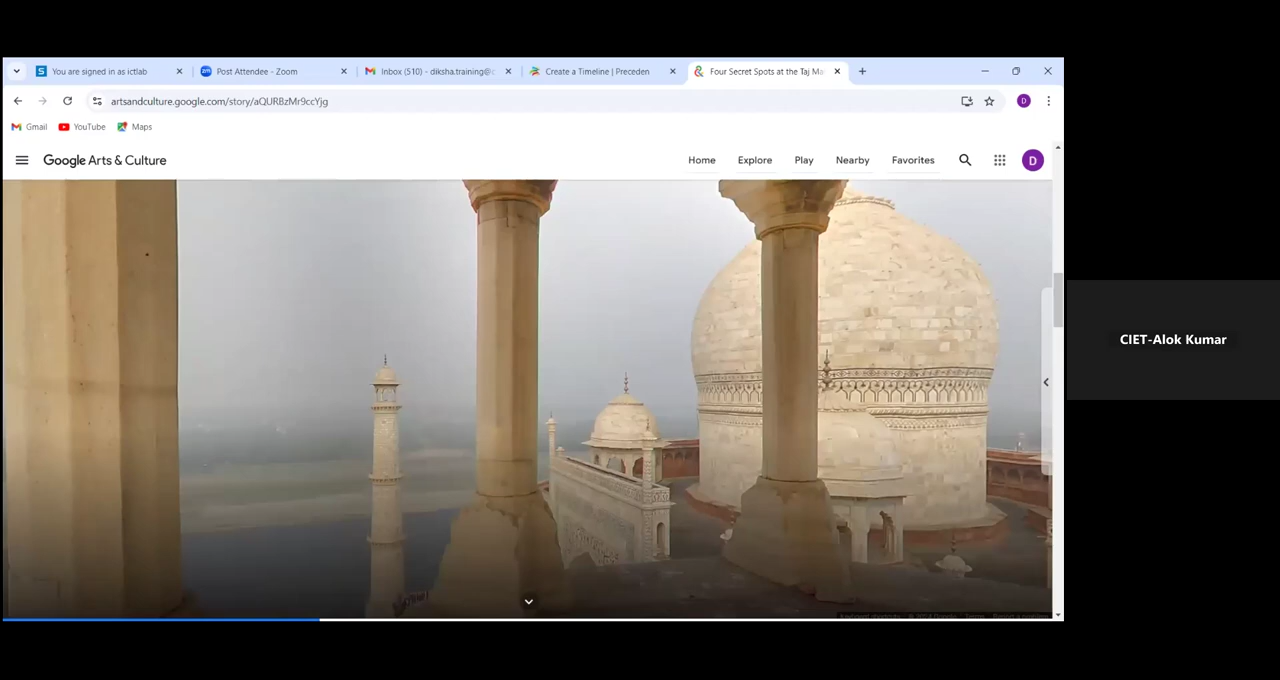 You are signed in as ictlab
Post Attendee - Zoom
Inbox (510) - diksha.training@c
Create a Timeline | Preceden
Four Secret Spots at the Taj Ma
artsandculture.google.com/story/aQURBzMr9ccYjg
D
Gmail
YouTube
Maps
Google Arts & Culture
Home
Explore
Play
Nearby
Favorites
D
CIET-Alok Kumar